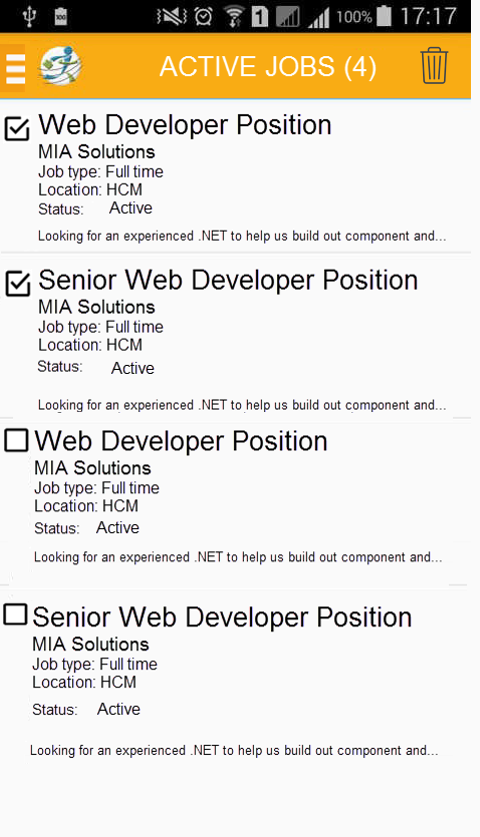 100 1 100% 17:17
ACTIVE JOBS (4)
Web Developer Position
MIA Solutions
Job type: Full time
Location: HCM
Status: Active
Looking for an experienced .NET to help us build out component and...
Senior Web Developer Position
MIA Solutions
Job type: Full time
Location: HCM
Status: Active
Looking for an experienced .NET to help us build out component and...
Web Developer Position
MIA Solutions
Job type: Full time
Location: HCM
Status: Active
Looking for an experienced .NET to help us build out component and...
Senior Web Developer Position
MIA Solutions
Job type: Full time
Location: HCM
Status: Active
Looking for an experienced .NET to help us build out component and...